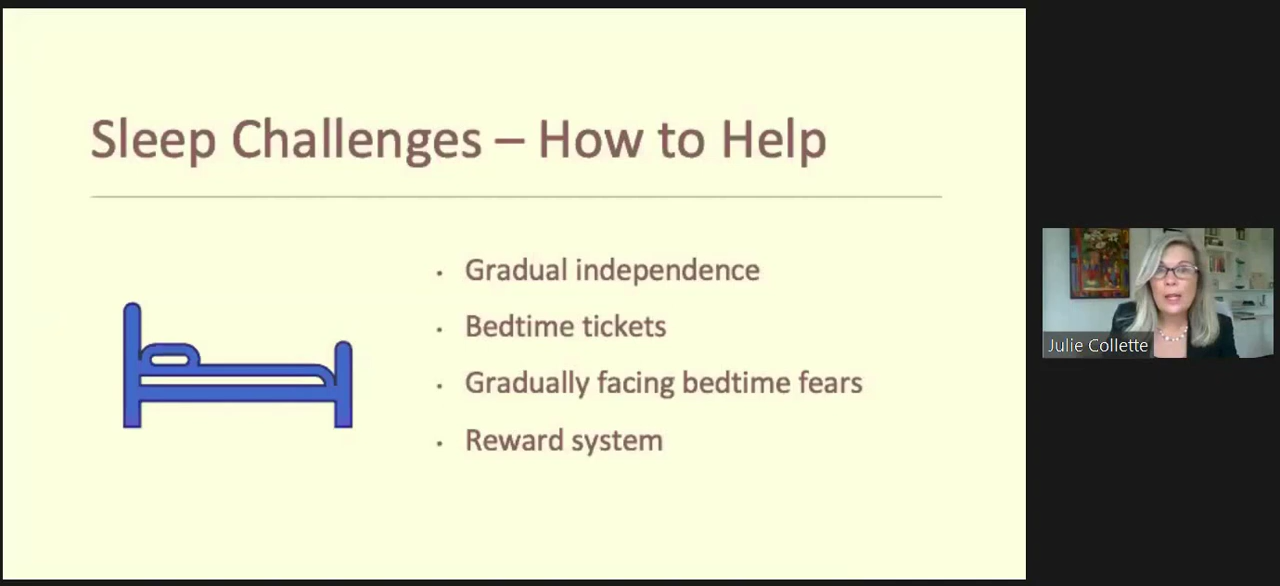 Sleep Challenges – How to Help
• Gradual independence
• Bedtime tickets
• Gradually facing bedtime fears
• Reward system
Julie Collette